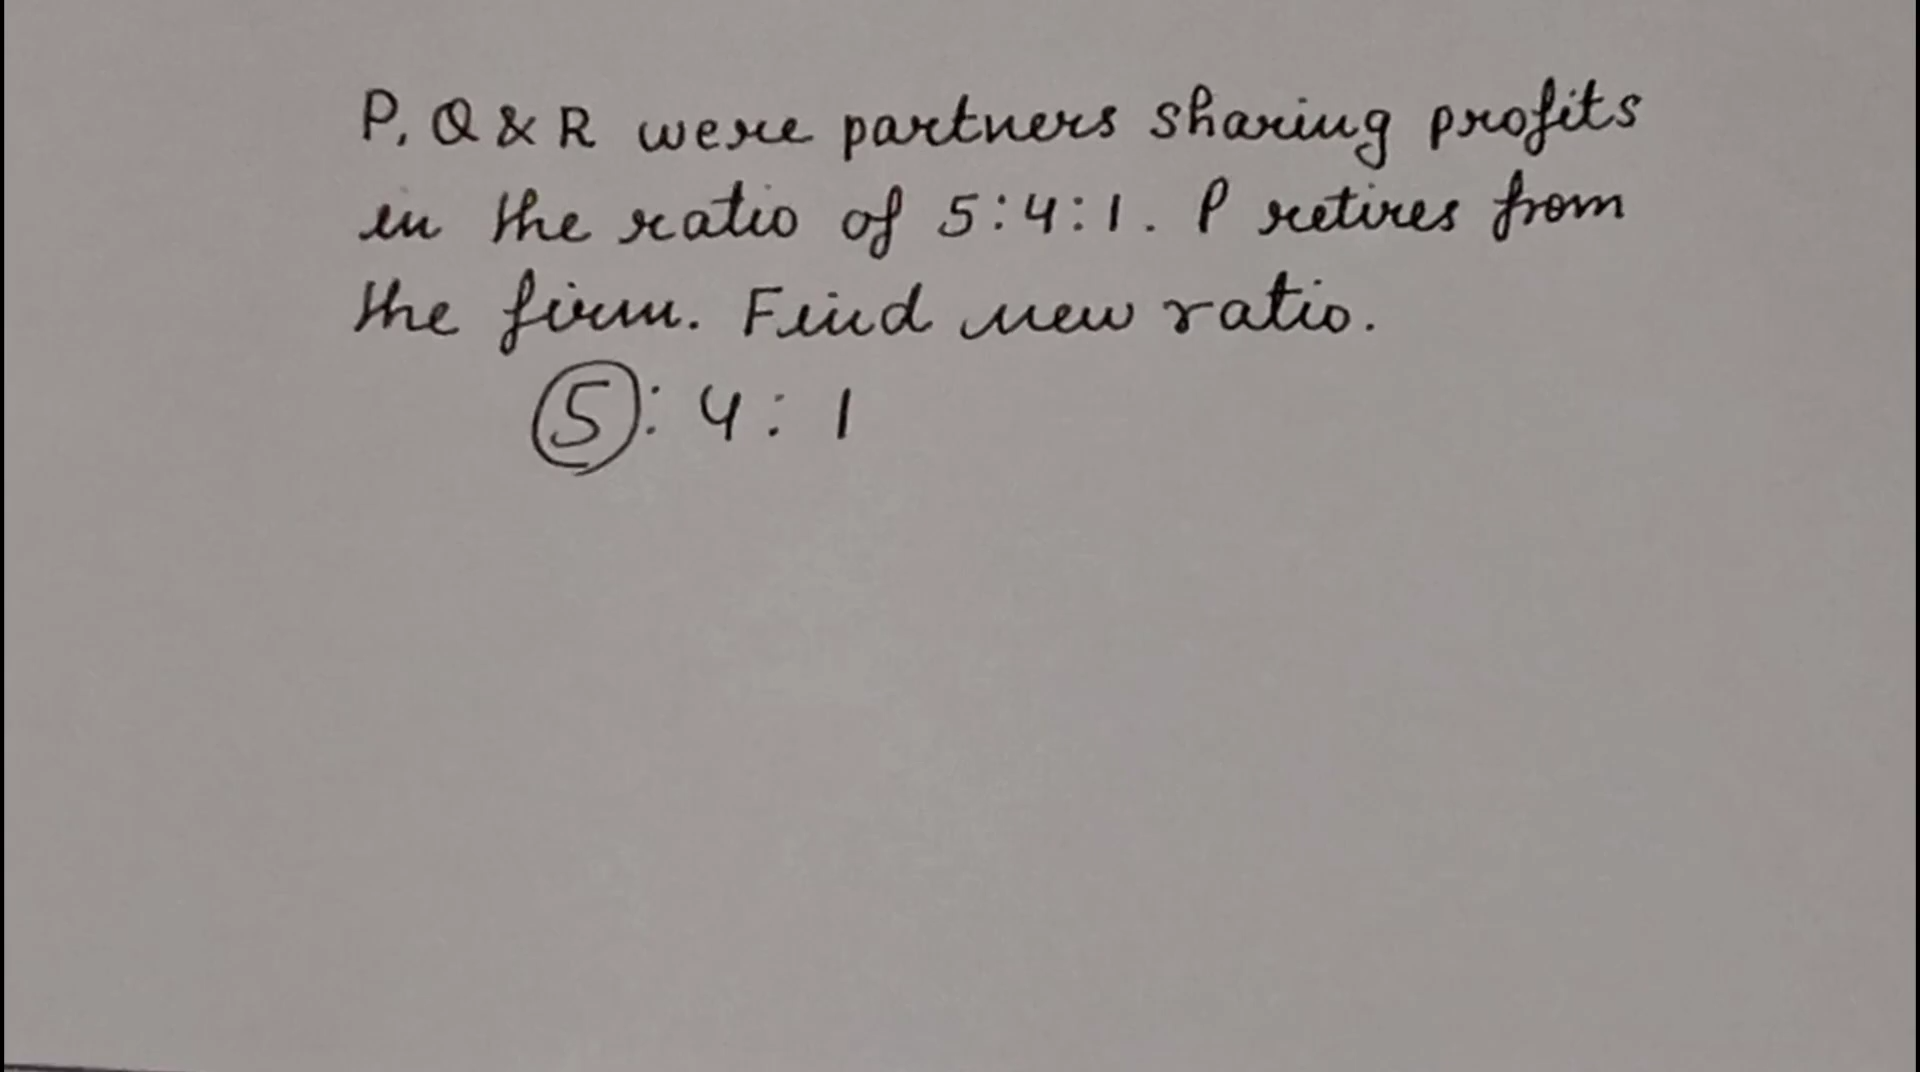 P, Q & R were partners sharing profits
in the ratio of 5:4:1. P retires from
the firm. Find new ratio.
5: 4: 1